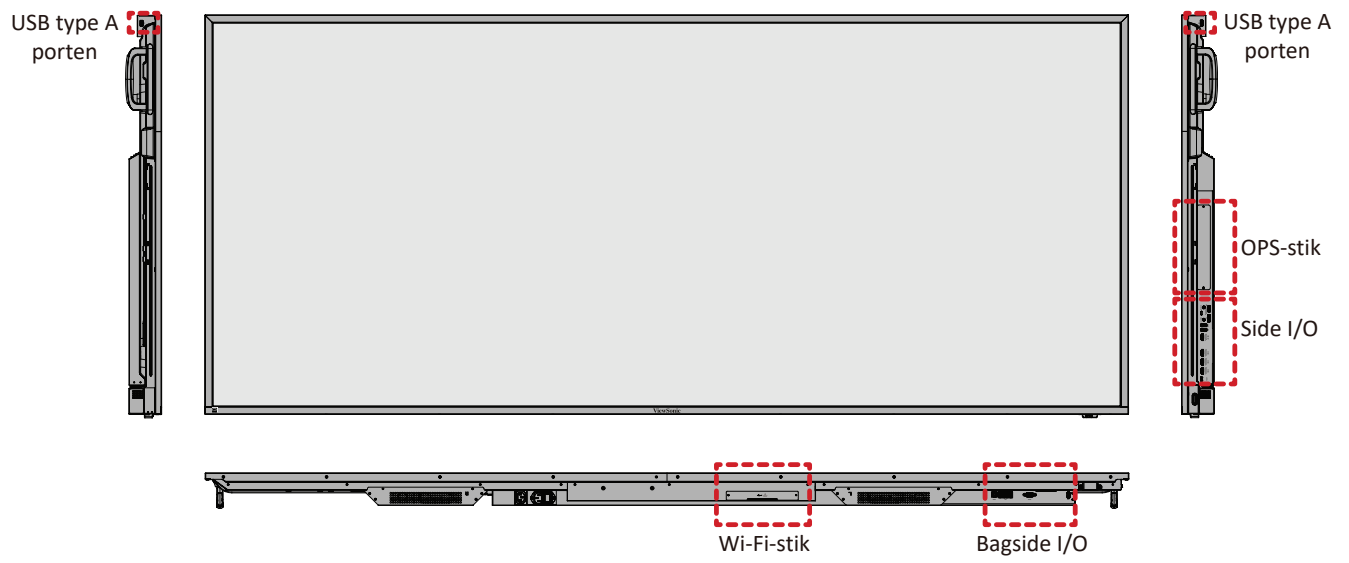 USB type A
porten
USB type A
porten
OPS-stik
Side I/O
ViewSonic
Wi-Fi-stik
Bagside I/O